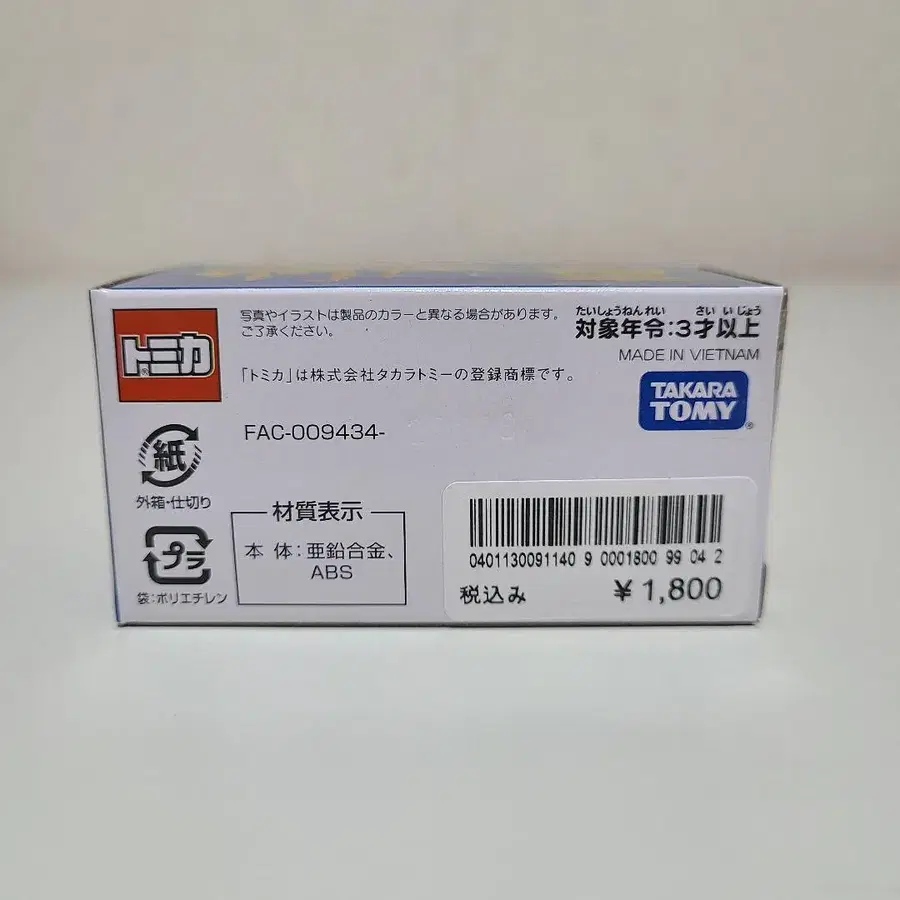 トミカ
®
写真やイラストは製品のカラーと異なる場合があります。
ご了承ください。
「トミカ」は株式会社タカラトミーの登録商標です。
たいしょうねんれい さいいじょう
対象年令:3才以上
MADE IN VIETNAM
TAKARA
TOMY
®
FAC-009434-
紙
外箱・仕切り
プラ
袋:ポリエチレン
材質表示
本 体:亜鉛合金、
ABS
0401130091140 9 0001800 99 04 2
税込み ¥1,800